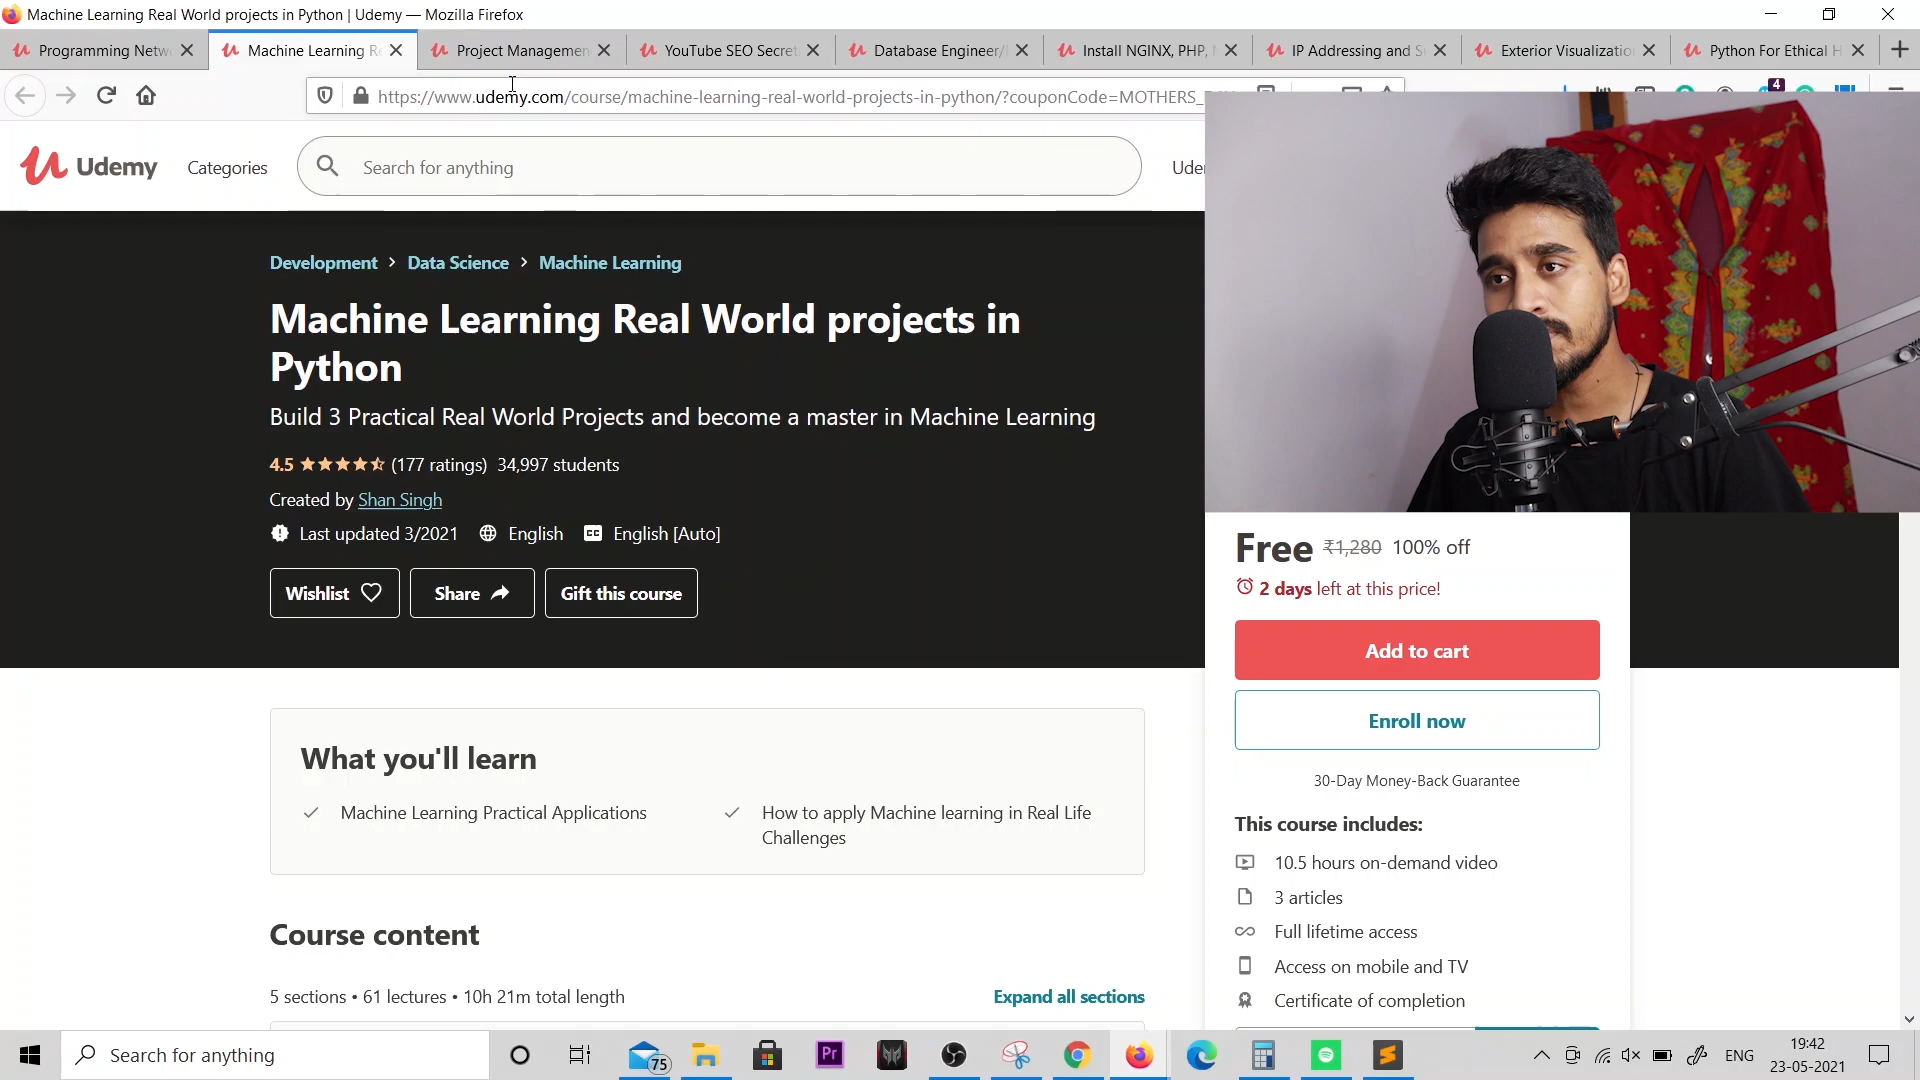 Machine Learning Real World projects in Python | Udemy — Mozilla Firefox
Programming Netw
Machine Learning Re
Project Managemen
YouTube SEO Secret
Database Engineer/
Install NGINX, PHP,
IP Addressing and S
Exterior Visualizatio
Python For Ethical H
https://www.udemy.com/course/machine-learning-real-world-projects-in-python/?couponCode=MOTHERS_
4
Udemy
Categories
Search for anything
Ude
Development > Data Science > Machine Learning
Machine Learning Real World projects in
Python
Build 3 Practical Real World Projects and become a master in Machine Learning
4.5 (177 ratings) 34,997 students
Created by Shan Singh
Last updated 3/2021 English CC English [Auto]
Wishlist
Share
Gift this course
Free ₹1,280 100% off
2 days left at this price!
Add to cart
Enroll now
30-Day Money-Back Guarantee
This course includes:
10.5 hours on-demand video
3 articles
Full lifetime access
Access on mobile and TV
Certificate of completion
What you'll learn
Machine Learning Practical Applications
How to apply Machine learning in Real Life
Challenges
Course content
5 sections • 61 lectures • 10h 21m total length
Expand all sections
Search for anything
75
Pr
ENG
19:42
23-05-2021